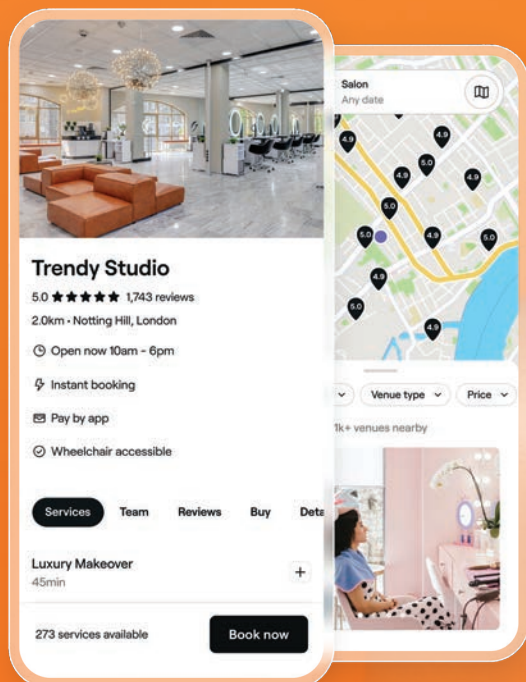 Trendy Studio
5.0 ★★★★★ 1,743 reviews
2.0km • Notting Hill, London
Open now 10am - 6pm
Instant booking
Pay by app
Wheelchair accessible
Services Team Reviews Buy Deta
Luxury Makeover
45min
+
273 services available
Book now
Salon
Any date
4.9
5.0
4.9
4.9
5.0
5.0
4.9
5.0
4.9
5.0
4.9
Venue type
Price
1k+ venues nearby